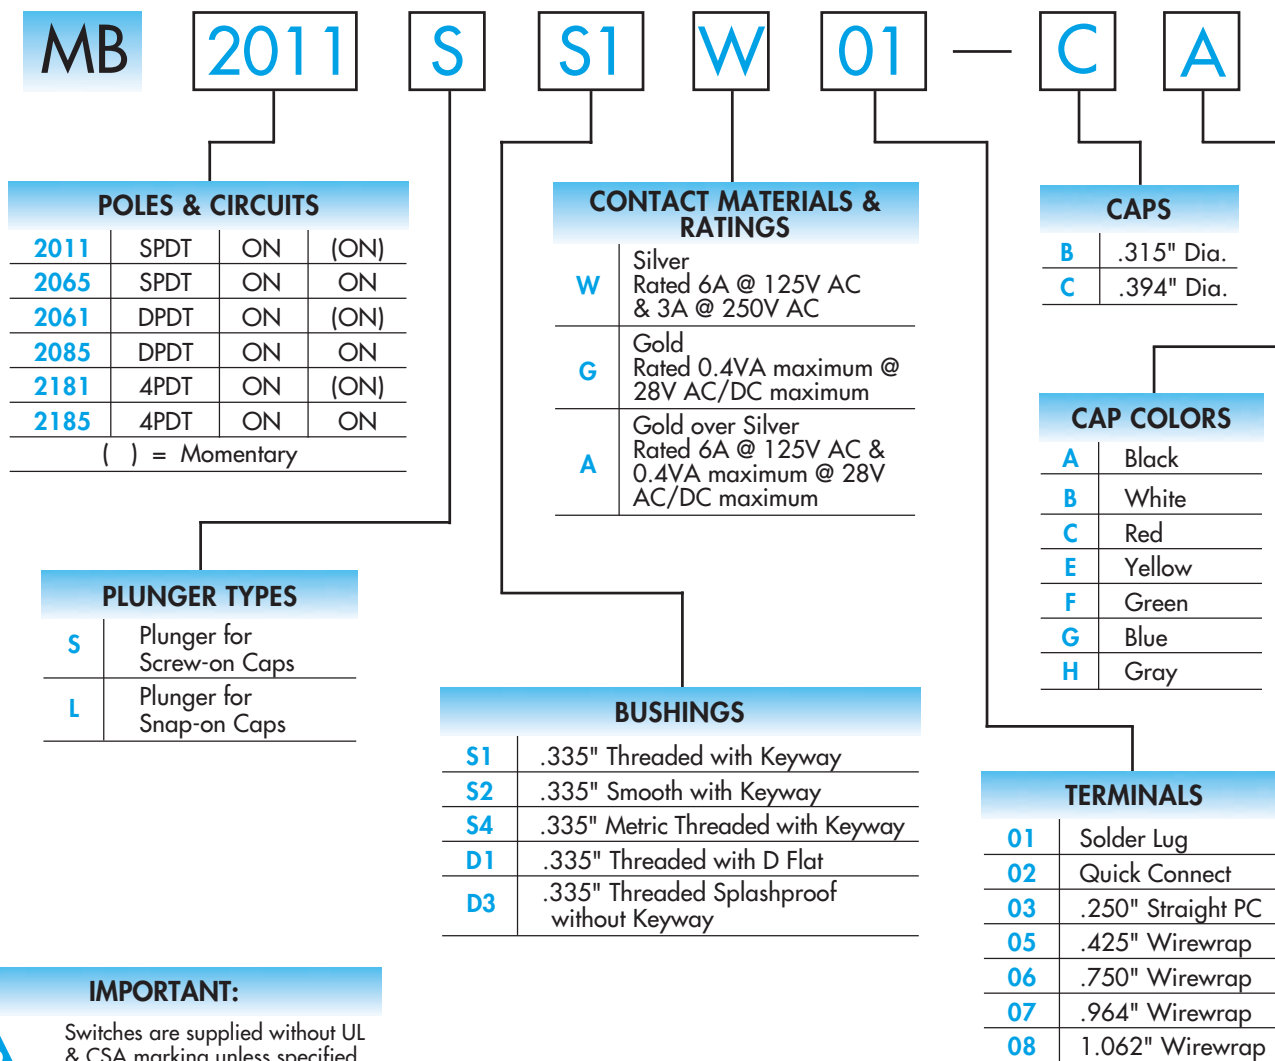 MB 2011 S S1 W 01 — C A
POLES & CIRCUITS
2011 SPDT ON (ON)
2065 SPDT ON ON
2061 DPDT ON (ON)
2085 DPDT ON ON
2181 4PDT ON (ON)
2185 4PDT ON ON
( ) = Momentary
PLUNGER TYPES
S Plunger for
Screw-on Caps
L Plunger for
Snap-on Caps
CONTACT MATERIALS &
RATINGS
Silver
W Rated 6A @ 125V AC
& 3A @ 250V AC
Gold
G Rated 0.4VA maximum @
28V AC/DC maximum
Gold over Silver
Rated 6A @ 125V AC &
A 0.4VA maximum @ 28V
AC/DC maximum
BUSHINGS
S1 .335" Threaded with Keyway
S2 .335" Smooth with Keyway
S4 .335" Metric Threaded with Keyway
D1 .335" Threaded with D Flat
D3 .335" Threaded Splashproof
without Keyway
CAPS
B .315" Dia.
C .394" Dia.
CAP COLORS
A Black
B White
C Red
E Yellow
F Green
G Blue
H Gray
TERMINALS
01 Solder Lug
02 Quick Connect
03 .250" Straight PC
05 .425" Wirewrap
06 .750" Wirewrap
07 .964" Wirewrap
08 1.062" Wirewrap
IMPORTANT:
Switches are supplied without UL
& CSA marking unless specified